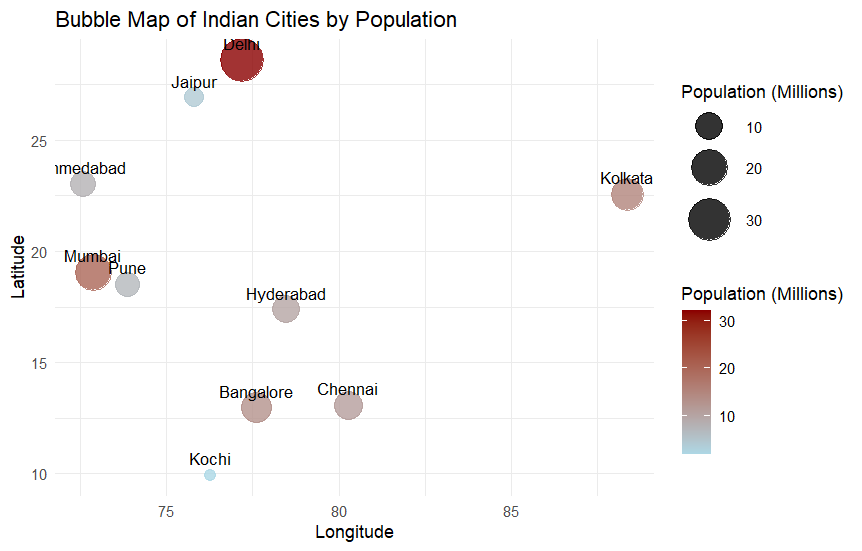 Bubble Map of Indian Cities by Population
Delhi
Jaipur
hmedabad
Kolkata
Mumbai
Pune
Hyderabad
Bangalore
Chennai
Kochi
25
20
15
10
75
80
85
Longitude
Latitude
Population (Millions)
10
20
30
Population (Millions)
30
20
10